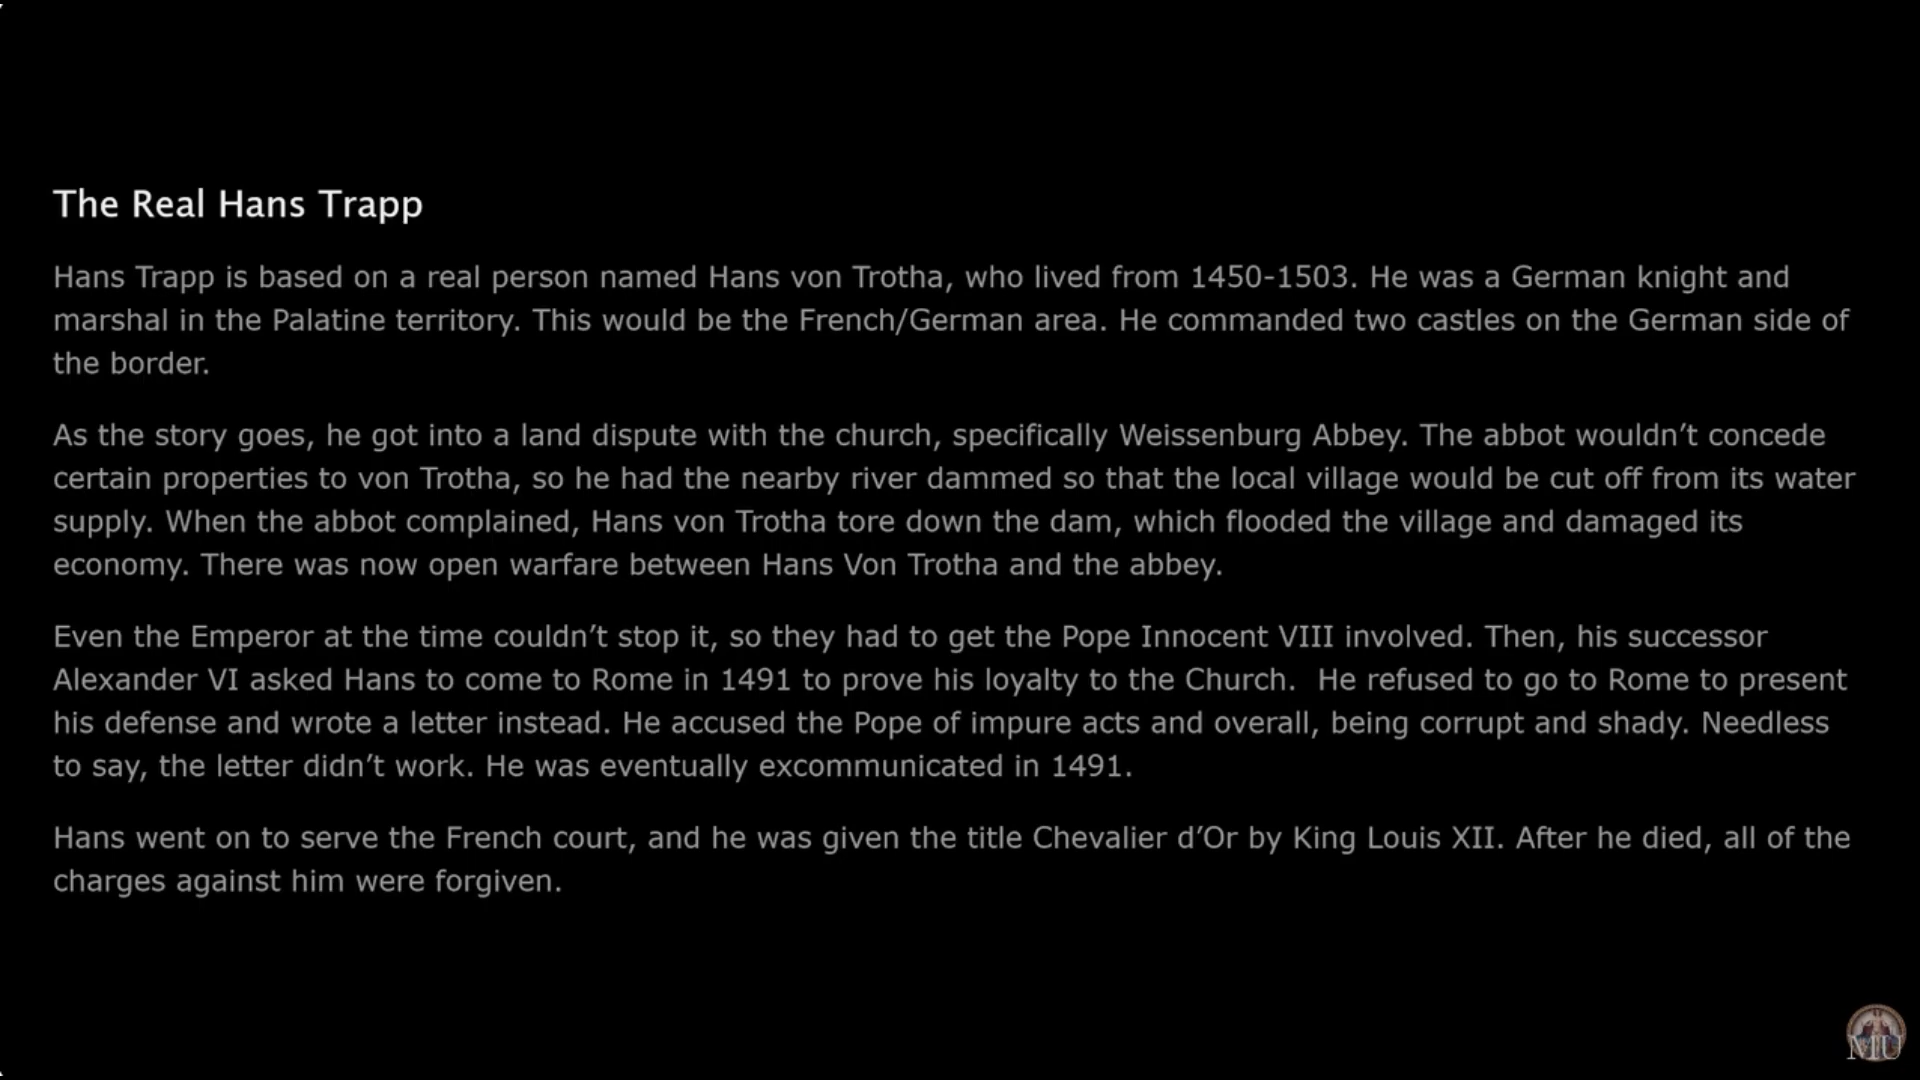 The Real Hans Trapp
Hans Trapp is based on a real person named Hans von Trotha, who lived from 1450-1503. He was a German knight and
marshal in the Palatine territory. This would be the French/German area. He commanded two castles on the German side of
the border.
As the story goes, he got into a land dispute with the church, specifically Weissenburg Abbey. The abbot wouldn’t concede
certain properties to von Trotha, so he had the nearby river dammed so that the local village would be cut off from its water
supply. When the abbot complained, Hans von Trotha tore down the dam, which flooded the village and damaged its
economy. There was now open warfare between Hans Von Trotha and the abbey.
Even the Emperor at the time couldn’t stop it, so they had to get the Pope Innocent VIII involved. Then, his successor
Alexander VI asked Hans to come to Rome in 1491 to prove his loyalty to the Church.  He refused to go to Rome to present
his defense and wrote a letter instead. He accused the Pope of impure acts and overall, being corrupt and shady. Needless
to say, the letter didn’t work. He was eventually excommunicated in 1491.
Hans went on to serve the French court, and he was given the title Chevalier d’Or by King Louis XII. After he died, all of the
charges against him were forgiven.
MU